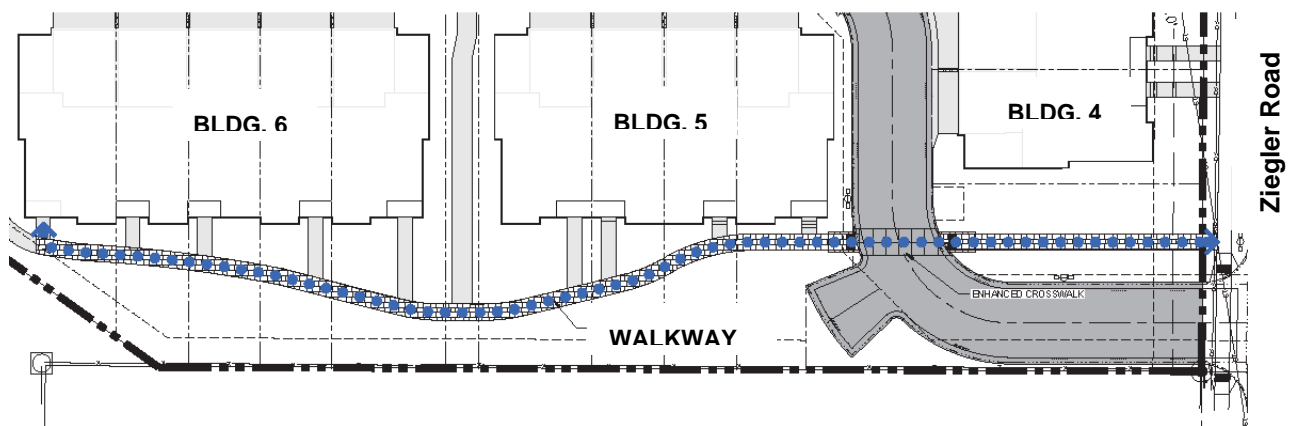 BLDG. 6
BLDG. 5
BLDG. 4
Ziegler Road
ENHANCED CROSSWALK
WALKWAY